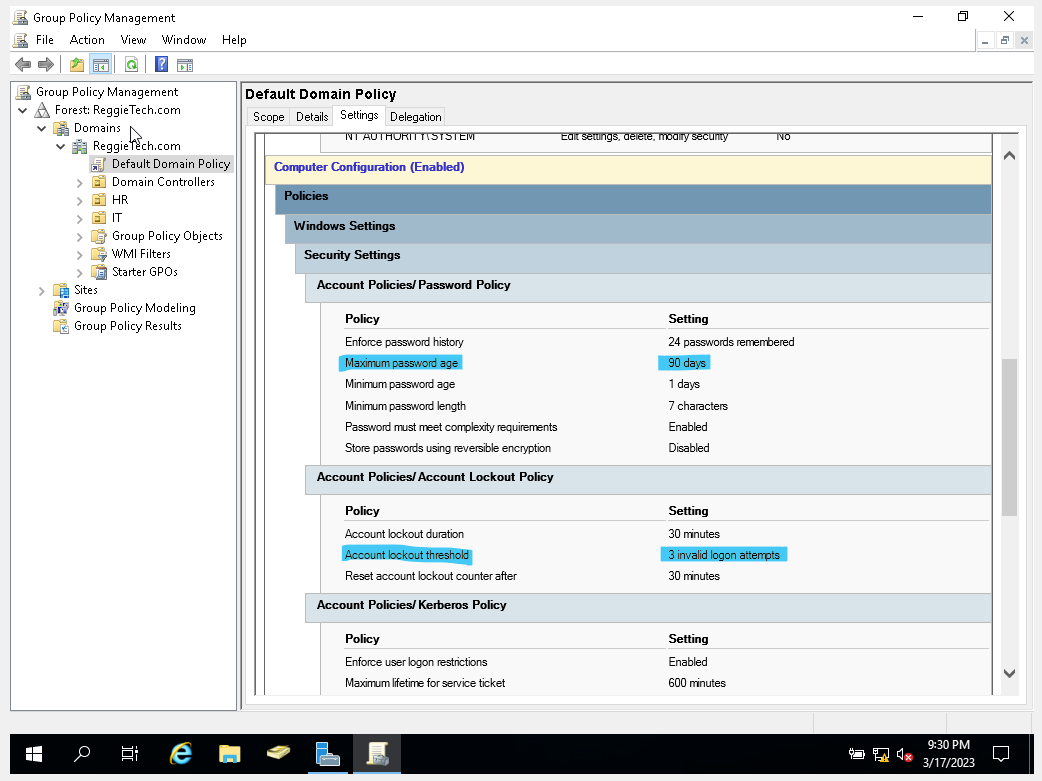 Group Policy Management
File Action View Window Help
Group Policy Management
Forest: ReggieTech.com
Domains
ReggieTech.com
Default Domain Policy
Domain Controllers
HR
IT
Group Policy Objects
WMI Filters
Starter GPOs
Sites
Group Policy Modeling
Group Policy Results
Default Domain Policy
Scope Details Settings Delegation
NT AUTHORITY\SYSTEM Edit settings, delete, modify security No
Computer Configuration (Enabled)
Policies
Windows Settings
Security Settings
Account Policies/Password Policy
Policy Setting
Enforce password history 24 passwords remembered
Maximum password age 90 days
Minimum password age 1 days
Minimum password length 7 characters
Password must meet complexity requirements Enabled
Store passwords using reversible encryption Disabled
Account Policies/Account Lockout Policy
Policy Setting
Account lockout duration 30 minutes
Account lockout threshold 3 invalid logon attempts
Reset account lockout counter after 30 minutes
Account Policies/Kerberos Policy
Policy Setting
Enforce user logon restrictions Enabled
Maximum lifetime for service ticket 600 minutes
9:30 PM
3/17/2023